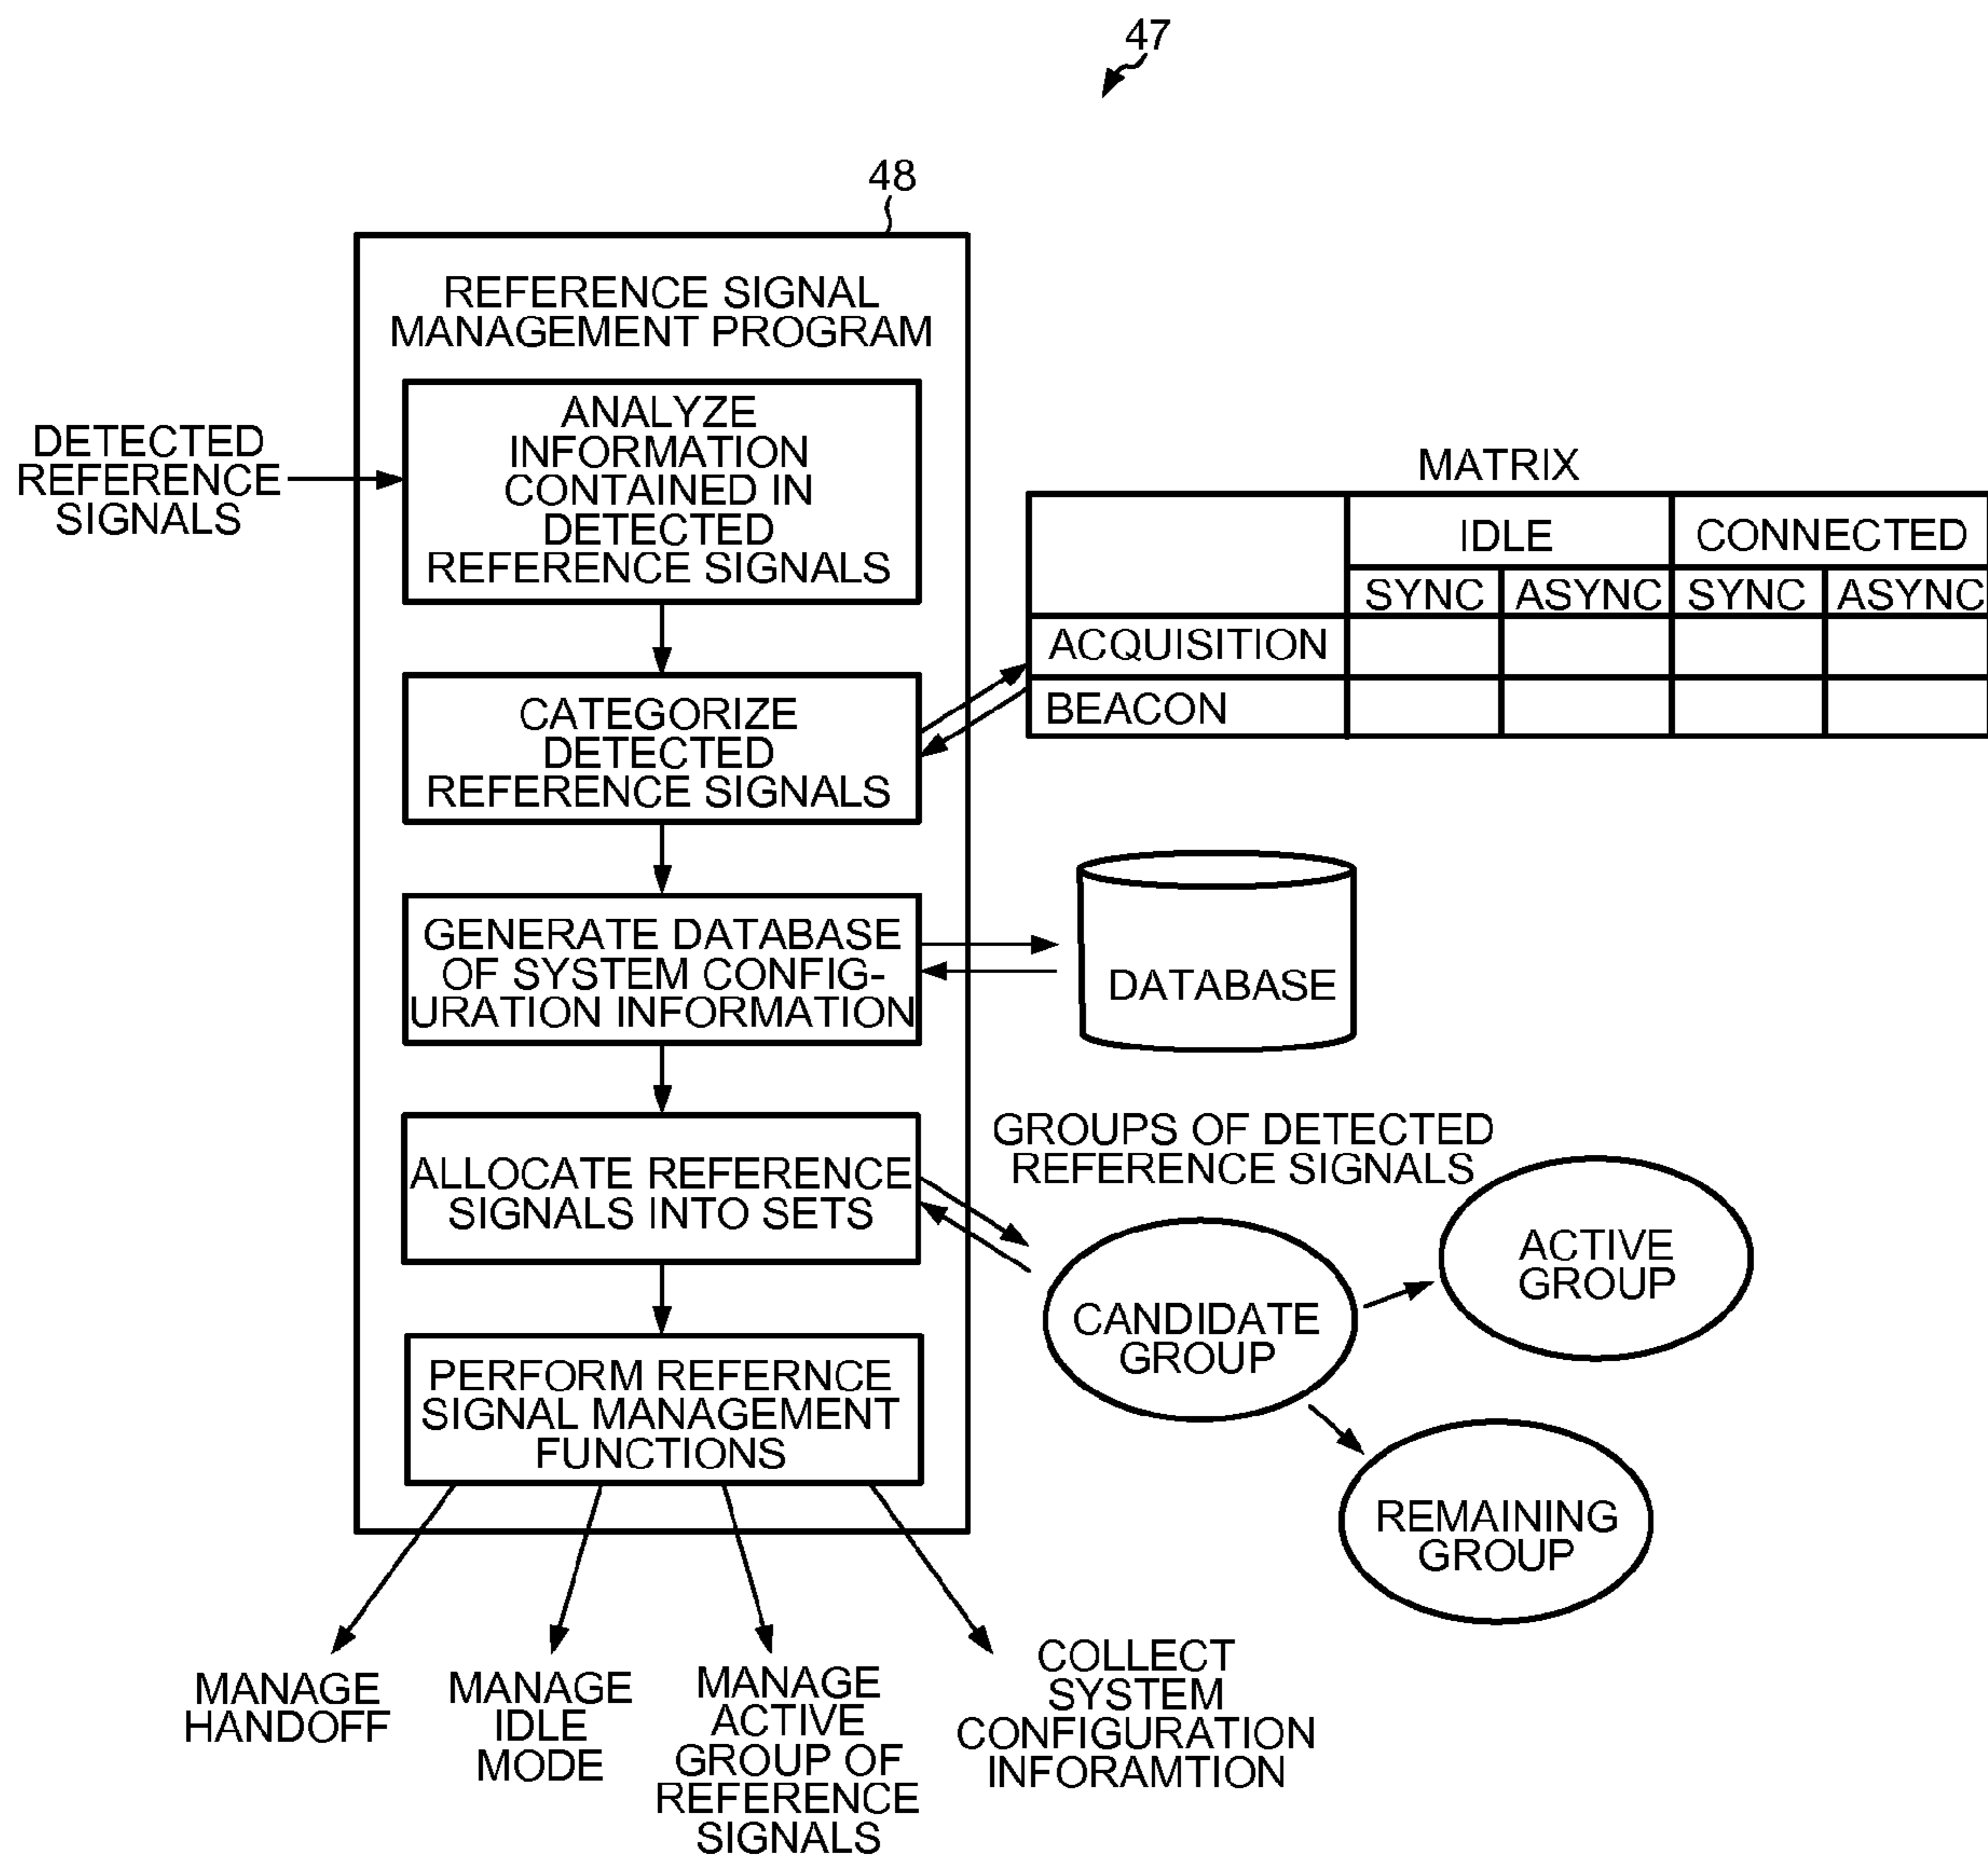 47
48
REFERENCE SIGNAL
MANAGEMENT PROGRAM
DETECTED
REFERENCE
SIGNALS
ANALYZE
INFORMATION
CONTAINED IN
DETECTED
REFERENCE SIGNALS
MATRIX
IDLE CONNECTED
SYNC ASYNC SYNC ASYNC
ACQUISITION
BEACON
CATEGORIZE
DETECTED
REFERENCE SIGNALS
GENERATE DATABASE
OF SYSTEM CONFIG-
URATION INFORMATION
DATABASE
ALLOCATE REFERENCE
SIGNALS INTO SETS
GROUPS OF DETECTED
REFERENCE SIGNALS
CANDIDATE
GROUP
ACTIVE
GROUP
REMAINING
GROUP
PERFORM REFERNCE
SIGNAL MANAGEMENT
FUNCTIONS
MANAGE
HANDOFF
MANAGE
IDLE
MODE
MANAGE
ACTIVE
GROUP OF
REFERENCE
SIGNALS
COLLECT
SYSTEM
CONFIGURATION
INFORAMTION